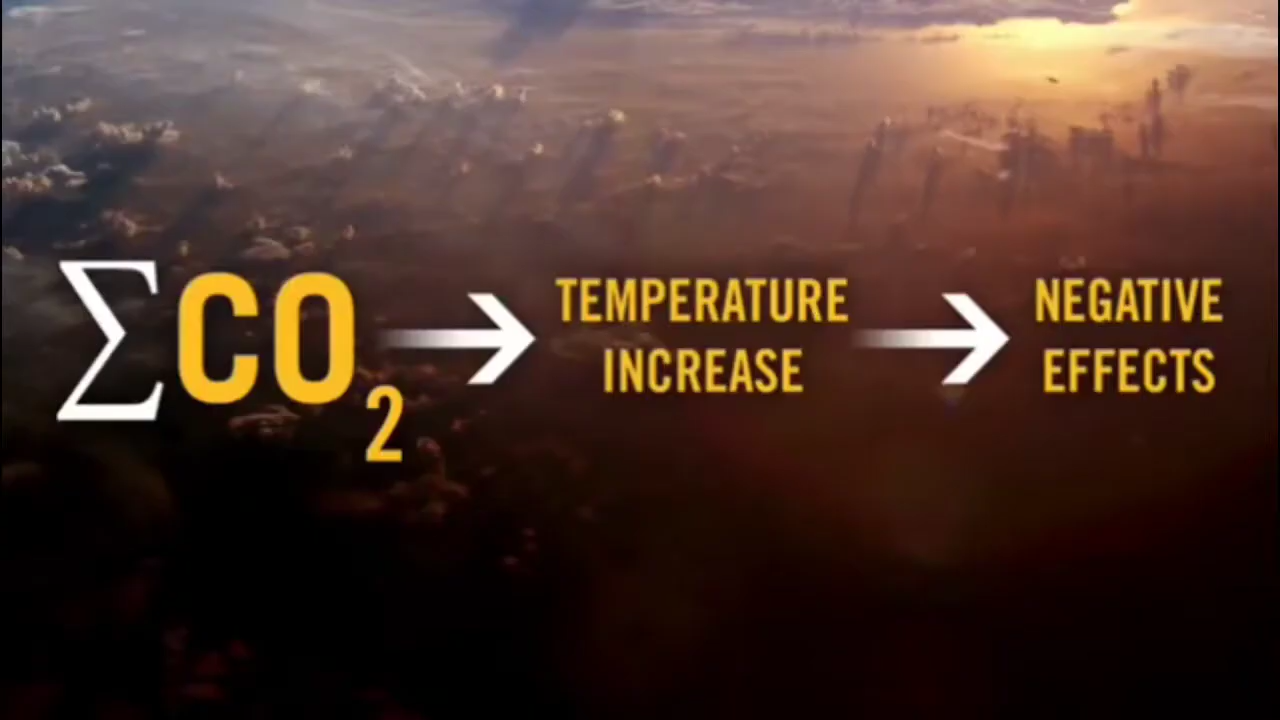 ΣCO₂ → TEMPERATURE INCREASE → NEGATIVE EFFECTS